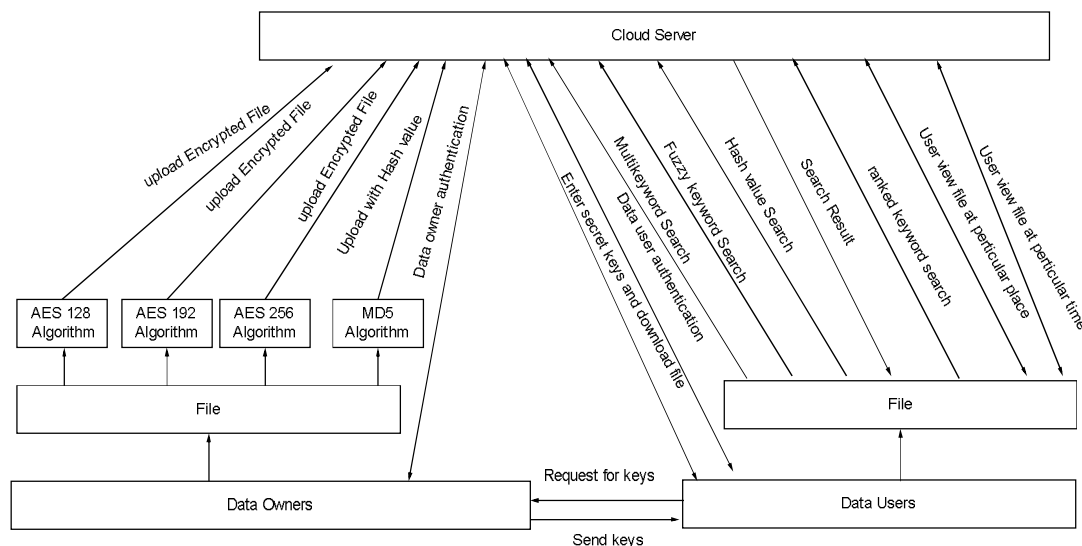 Cloud Server
upload Encrypted File
upload Encrypted File
upload Encrypted File
Upload with Hash value
Data owner authentication
Enter secret keys and download file
Data user authentication
Multikeyword Search
Fuzzy keyword Search
Hash value Search
Search Result
ranked keyword search
User view file at perticular place
User view file at perticular time
AES 128
Algorithm
AES 192
Algorithm
AES 256
Algorithm
MD5
Algorithm
File
File
Data Owners
Request for keys
Send keys
Data Users